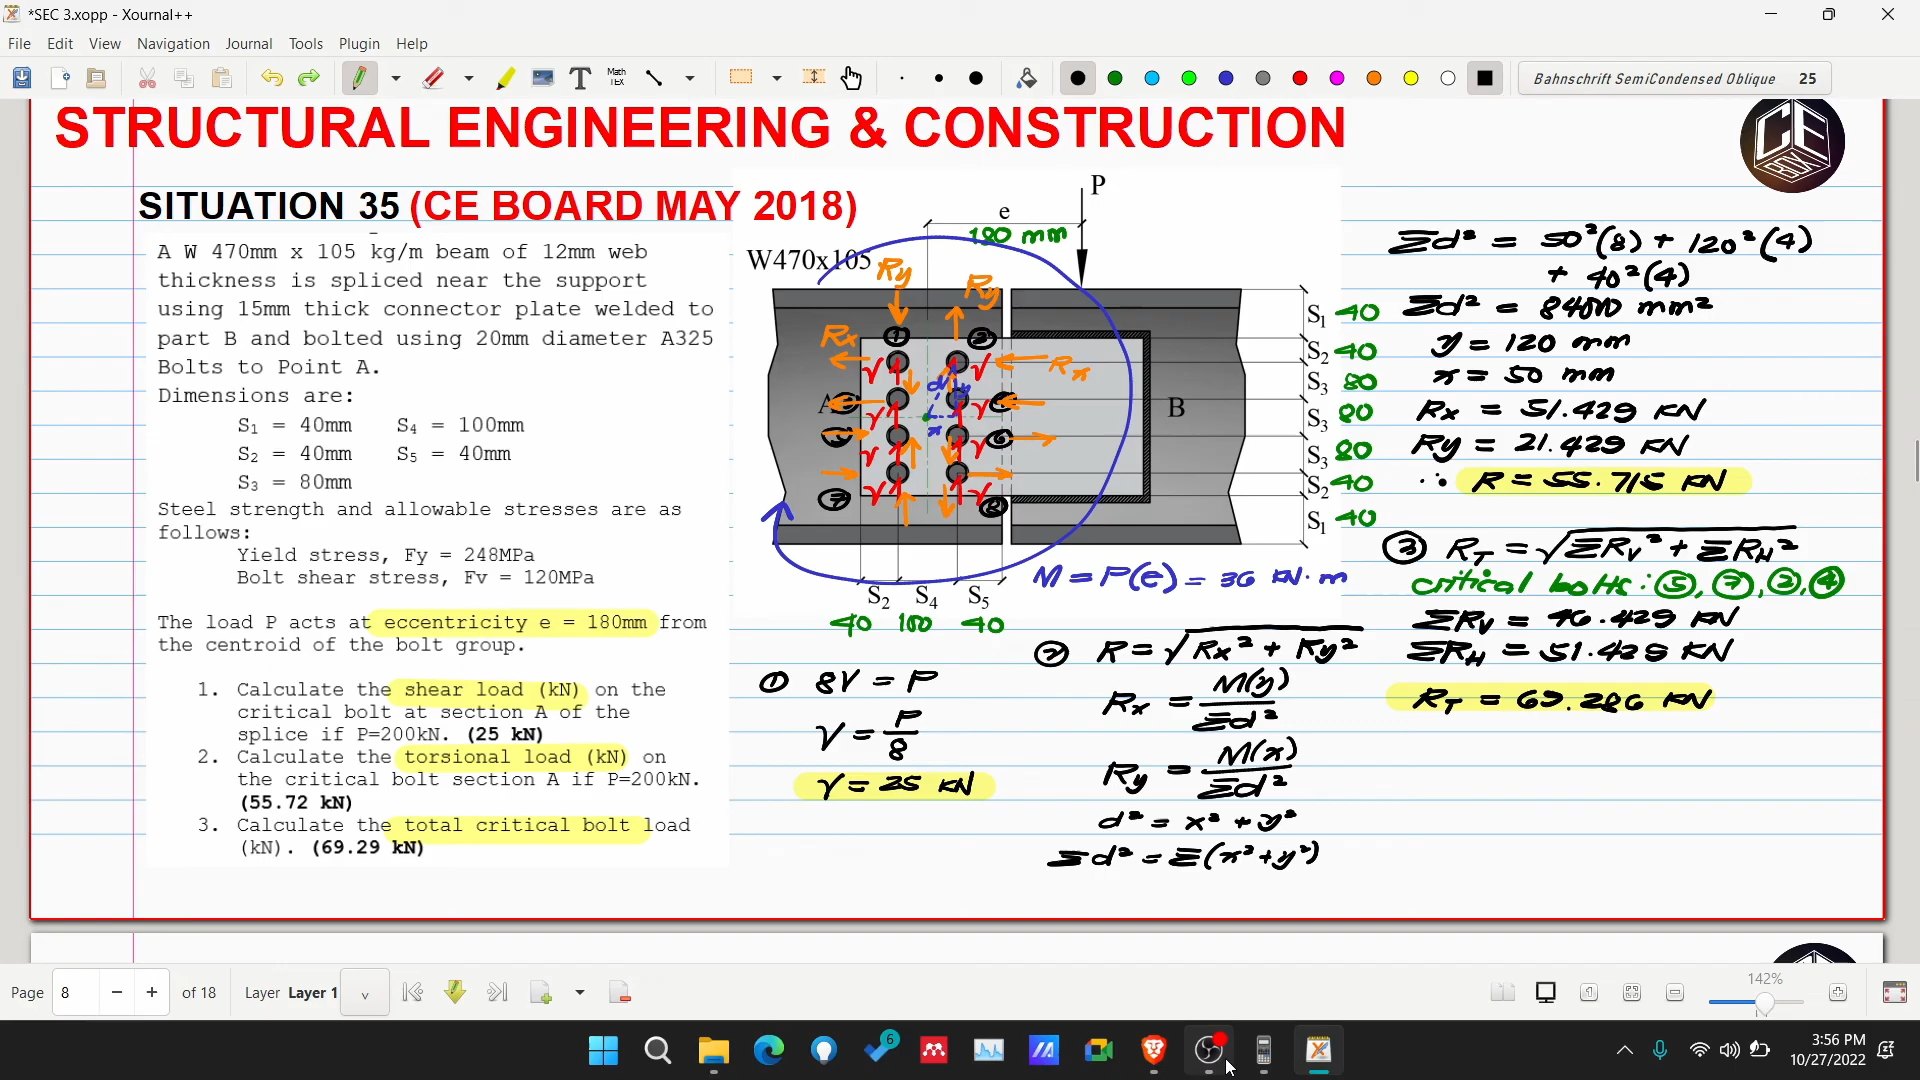 *SEC 3.xopp - Xournal++
File Edit View Navigation Journal Tools Plugin Help
Math TEX
Bahnschrift SemiCondensed Oblique 25
STRUCTURAL ENGINEERING & CONSTRUCTION
CE
BOX
SITUATION 35 (CE BOARD MAY 2018)
A W 470mm x 105 kg/m beam of 12mm web
thickness is spliced near the support
using 15mm thick connector plate welded to
part B and bolted using 20mm diameter A325
Bolts to Point A.
Dimensions are:
S1 = 40mm S4 = 100mm
S2 = 40mm S5 = 40mm
S3 = 80mm
Steel strength and allowable stresses are as
follows:
Yield stress, Fy = 248MPa
Bolt shear stress, Fv = 120MPa
The load P acts at eccentricity e = 180mm from
the centroid of the bolt group.
1. Calculate the shear load (kN) on the
critical bolt at section A of the
splice if P=200kN. (25 kN)
2. Calculate the torsional load (kN) on
the critical bolt section A if P=200kN.
(55.72 kN)
3. Calculate the total critical bolt load
(kN). (69.29 kN)
P
e
180 mm
W470x105
Ry
Ry
Rx
Rx
B
d y
x
S1 40
S2 40
S3 80
S3 80
S3 80
S2 40
S1 40
S2 S4 S5
40 100 40
M = P(e) = 36 kN·m
① 8V = P
V = P/8
V = 25 kN
② R = √Rx² + Ry²
Rx = M(y)/Σd²
Ry = M(x)/Σd²
d² = x² + y²
Σd² = Σ(x²+y²)
Σd² = 50²(8) + 120²(4)
+ 40²(4)
Σd² = 84000 mm²
y = 120 mm
x = 50 mm
Rx = 51.429 kN
Ry = 21.429 kN
∴ R = 55.715 kN
③ RT = √ΣRV² + ΣRH²
critical bolts: ⑤, ⑦, ②, ④
ΣRV = 46.429 kN
ΣRH = 51.429 kN
RT = 69.286 kN
Page 8 of 18 Layer Layer 1
142%
6
3:56 PM
10/27/2022